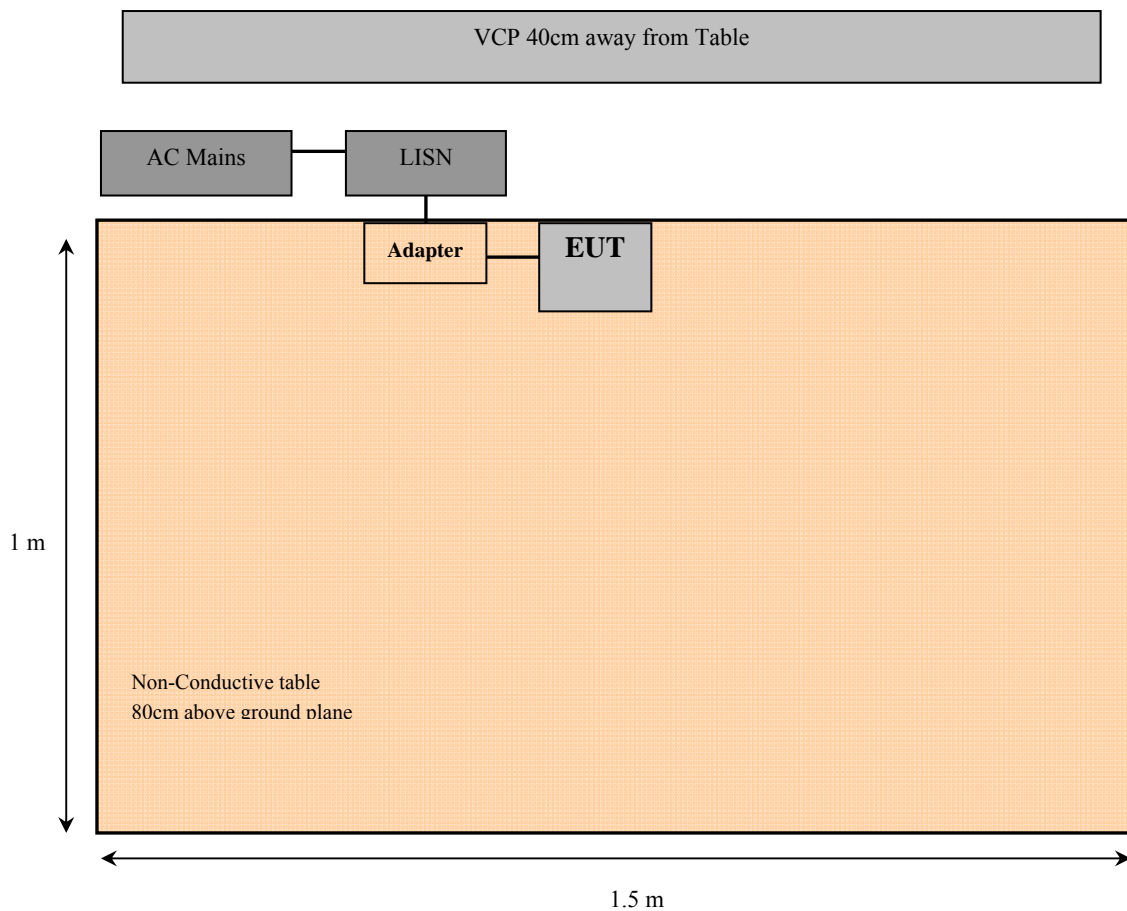 VCP 40cm away from Table
AC Mains
LISN
Adapter
EUT
1 m
Non-Conductive table
80cm above ground plane
1.5 m